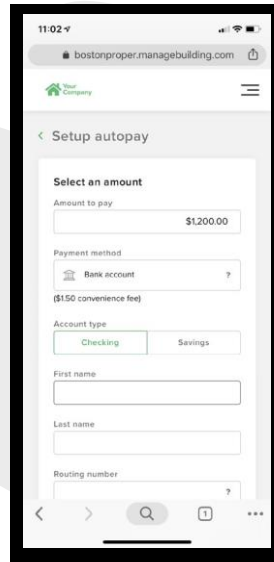 11:02
bostonproper.managebuilding.com
Your
Company
Setup autopay
Select an amount
Amount to pay
$1,200.00
Payment method
Bank account ?
($1.50 convenience fee)
Account type
Checking Savings
First name
Last name
Routing number
?
1